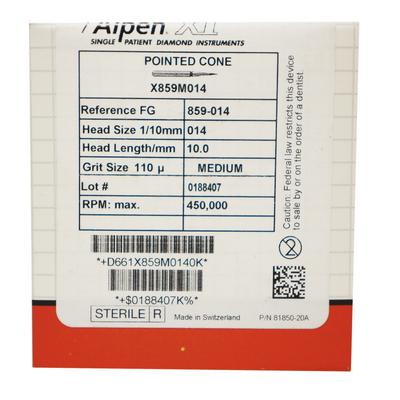 Alpen X1
SINGLE PATIENT DIAMOND INSTRUMENTS
POINTED CONE
X859M014
Reference FG 859-014
Head Size 1/10mm 014
Head Length/mm 10.0
Grit Size 110 µ MEDIUM
Lot # 0188407
RPM: max. 450,000
*+D661X859M0140K*
*+$0188407K%*
STERILE R
Made in Switzerland
P/N 81850-20A
Caution: Federal law restricts this device
to sale by or on the order of a dentist.
2